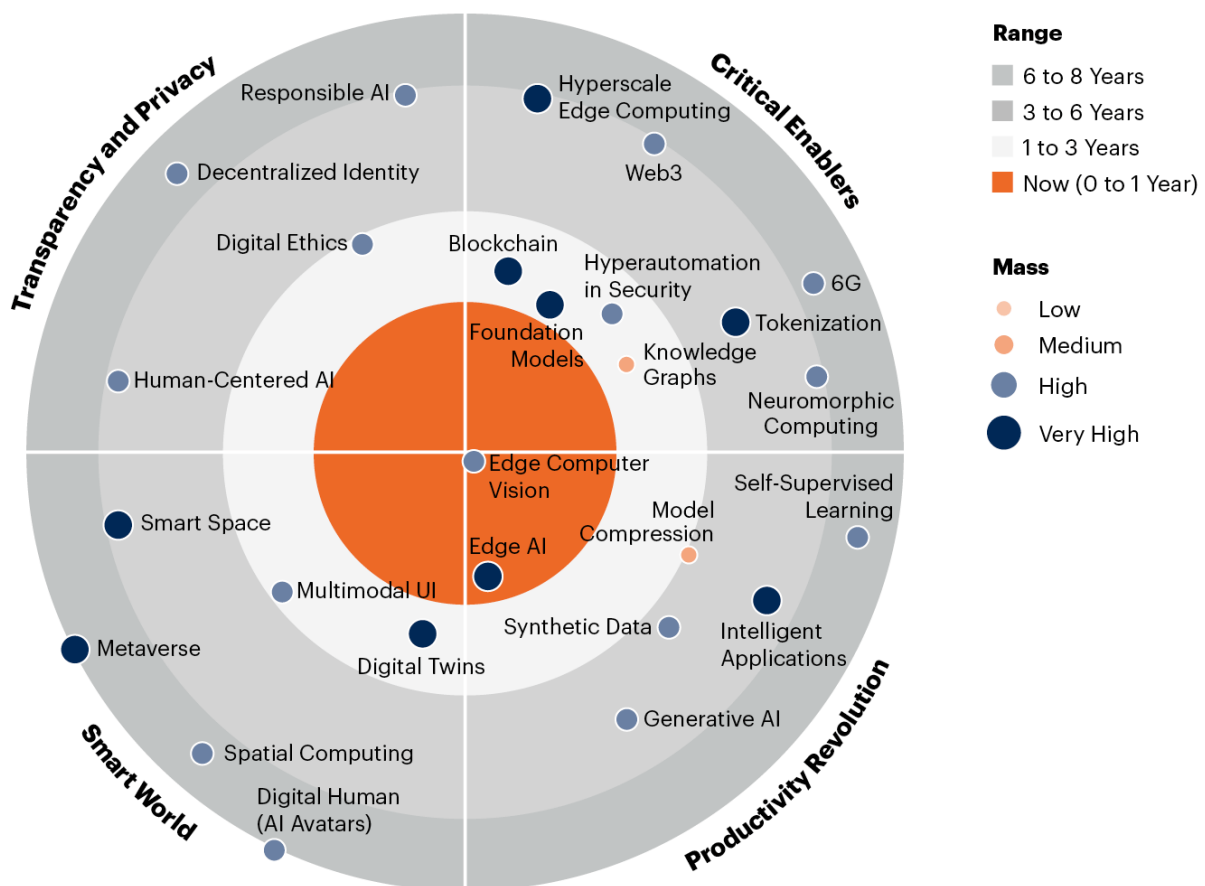 Transparency and Privacy
Responsible AI
Decentralized Identity
Digital Ethics
Human-Centered AI
Critical Enablers
Hyperscale
Edge Computing
Web3
Blockchain
Hyperautomation
in Security
6G
Foundation
Models
Tokenization
Knowledge
Graphs
Neuromorphic
Computing
Smart World
Smart Space
Multimodal UI
Metaverse
Digital Twins
Spatial Computing
Digital Human
(AI Avatars)
Productivity Revolution
Edge Computer
Vision
Self-Supervised
Learning
Model
Compression
Edge AI
Synthetic Data
Intelligent
Applications
Generative AI
Range
6 to 8 Years
3 to 6 Years
1 to 3 Years
Now (0 to 1 Year)
Mass
Low
Medium
High
Very High